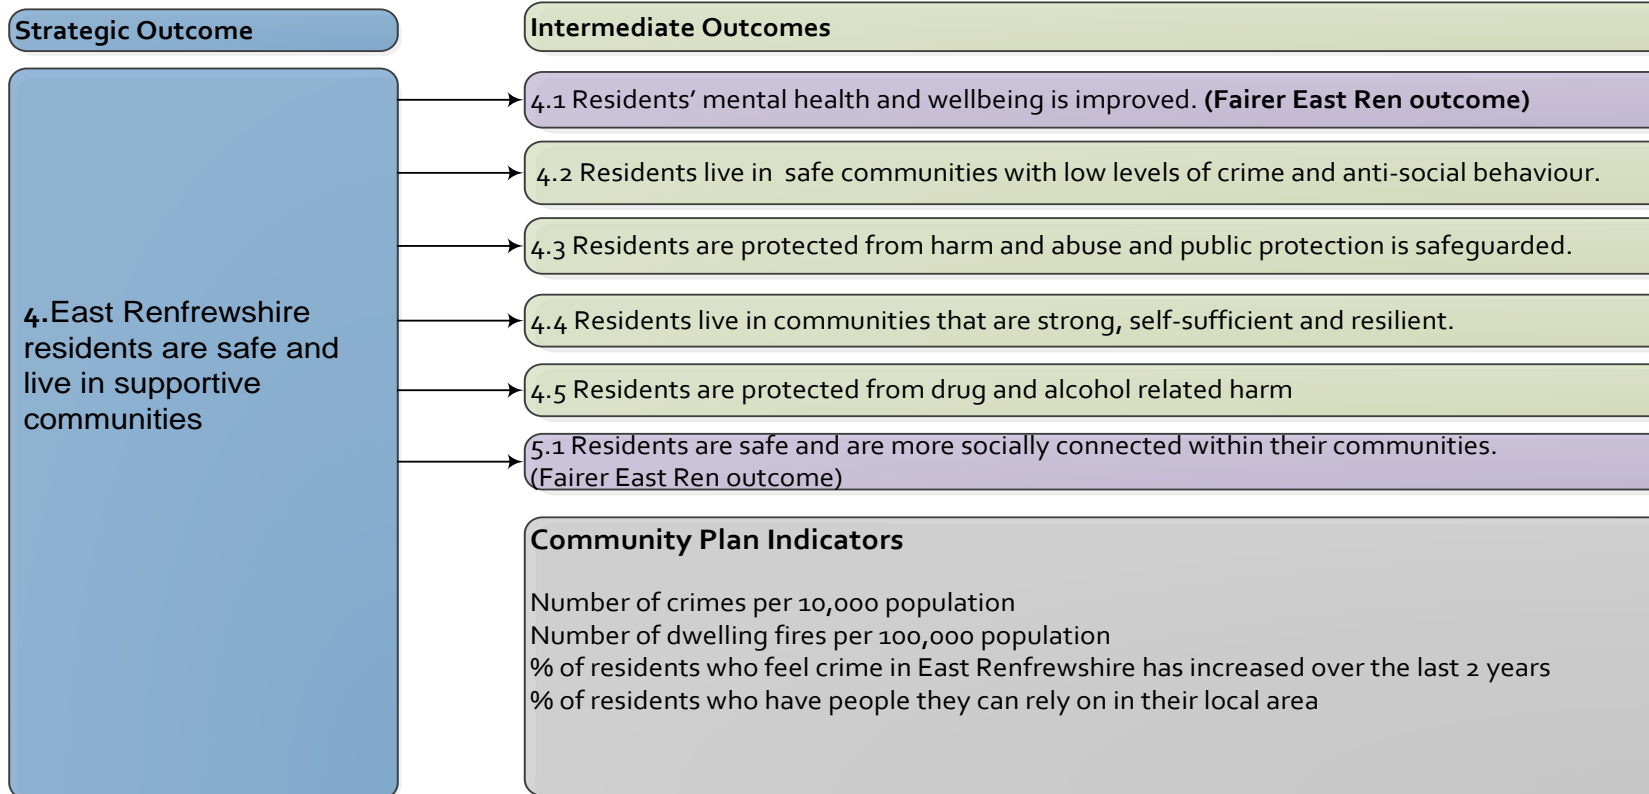 Strategic Outcome
4.East Renfrewshire
residents are safe and
live in supportive
communities
Intermediate Outcomes
4.1 Residents’ mental health and wellbeing is improved. (Fairer East Ren outcome)
4.2 Residents live in  safe communities with low levels of crime and anti-social behaviour.
4.3 Residents are protected from harm and abuse and public protection is safeguarded.
4.4 Residents live in communities that are strong, self-sufficient and resilient.
4.5 Residents are protected from drug and alcohol related harm
5.1 Residents are safe and are more socially connected within their communities.
(Fairer East Ren outcome)
Community Plan Indicators
Number of crimes per 10,000 population
Number of dwelling fires per 100,000 population
% of residents who feel crime in East Renfrewshire has increased over the last 2 years
% of residents who have people they can rely on in their local area